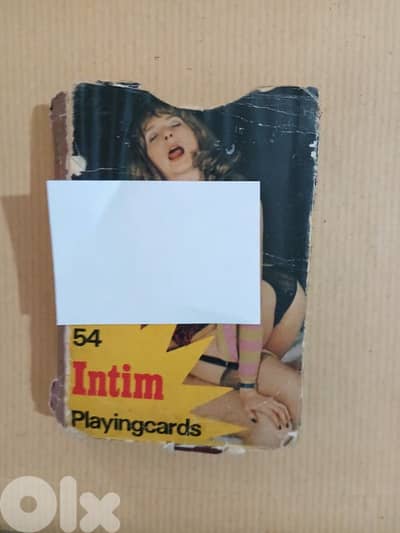 54
Intim
Playingcards
Olx